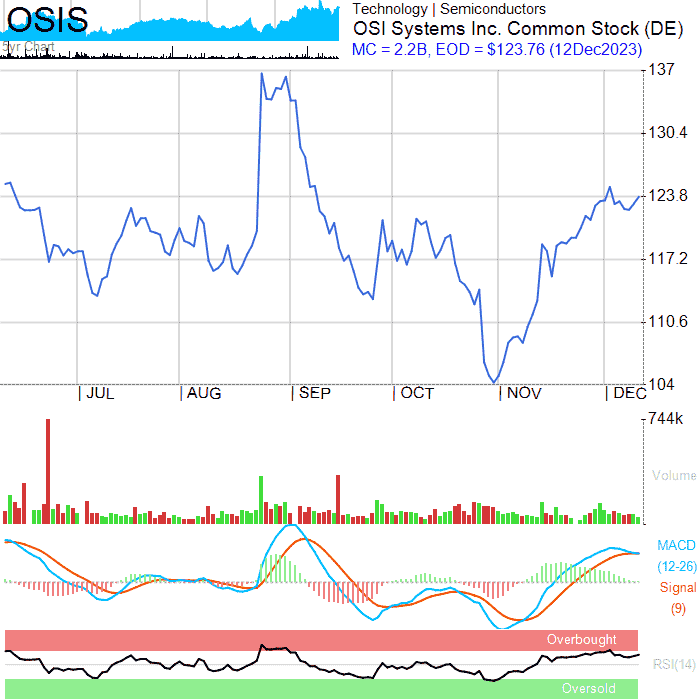 OSIS
5yr Chart
Technology | Semiconductors
OSI Systems Inc. Common Stock (DE)
MC = 2.2B, EOD = $123.76 (12Dec2023)
137
130.4
123.8
117.2
110.6
104
| JUL | AUG | SEP | OCT | NOV | DEC
744k
Volume
MACD
(12-26)
Signal
(9)
Overbought
RSI(14)
Oversold